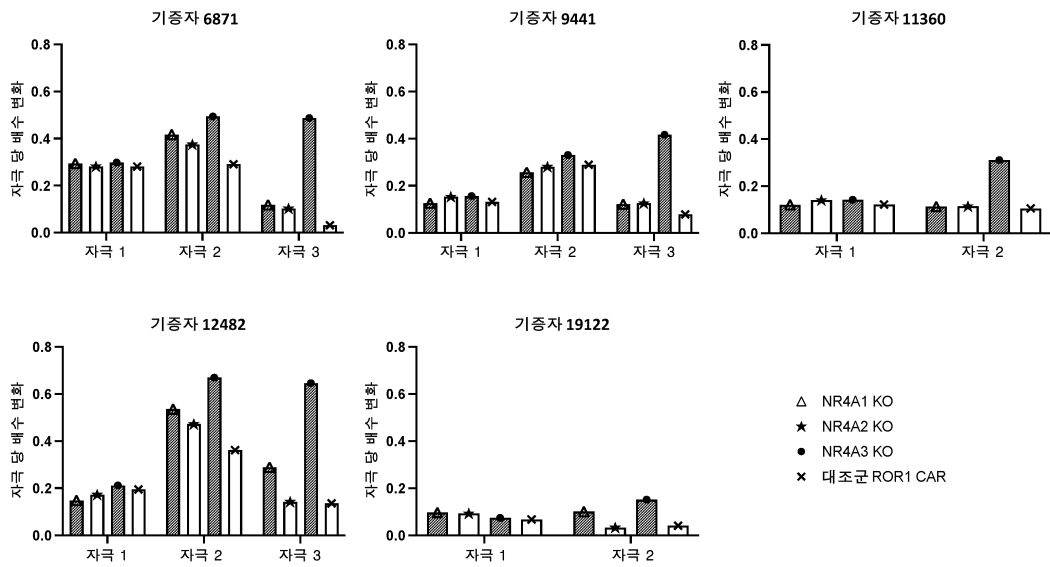 기증자 6871
자극 당 배수 변화
0.8
0.6
0.4
0.2
0.0
자극 1 자극 2 자극 3
기증자 9441
자극 당 배수 변화
0.8
0.6
0.4
0.2
0.0
자극 1 자극 2 자극 3
기증자 11360
자극 당 배수 변화
0.8
0.6
0.4
0.2
0.0
자극 1 자극 2
기증자 12482
자극 당 배수 변화
0.8
0.6
0.4
0.2
0.0
자극 1 자극 2 자극 3
기증자 19122
자극 당 배수 변화
0.8
0.6
0.4
0.2
0.0
자극 1 자극 2
NR4A1 KO
NR4A2 KO
NR4A3 KO
대조군 ROR1 CAR